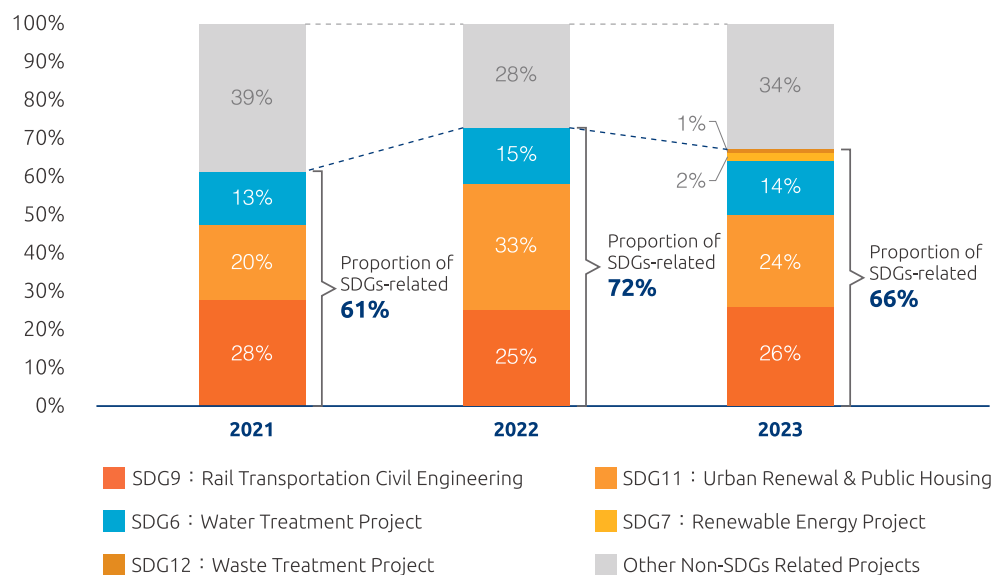 100%
90%
80%
70%
60%
50%
40%
30%
20%
10%
0%
39%
13%
20%
28%
Proportion of
SDGs-related
61%
28%
15%
33%
25%
Proportion of
SDGs-related
72%
34%
1%
2%
14%
24%
26%
Proportion of
SDGs-related
66%
2021
2022
2023
SDG9：Rail Transportation Civil Engineering
SDG11：Urban Renewal & Public Housing
SDG6：Water Treatment Project
SDG7：Renewable Energy Project
SDG12：Waste Treatment Project
Other Non-SDGs Related Projects